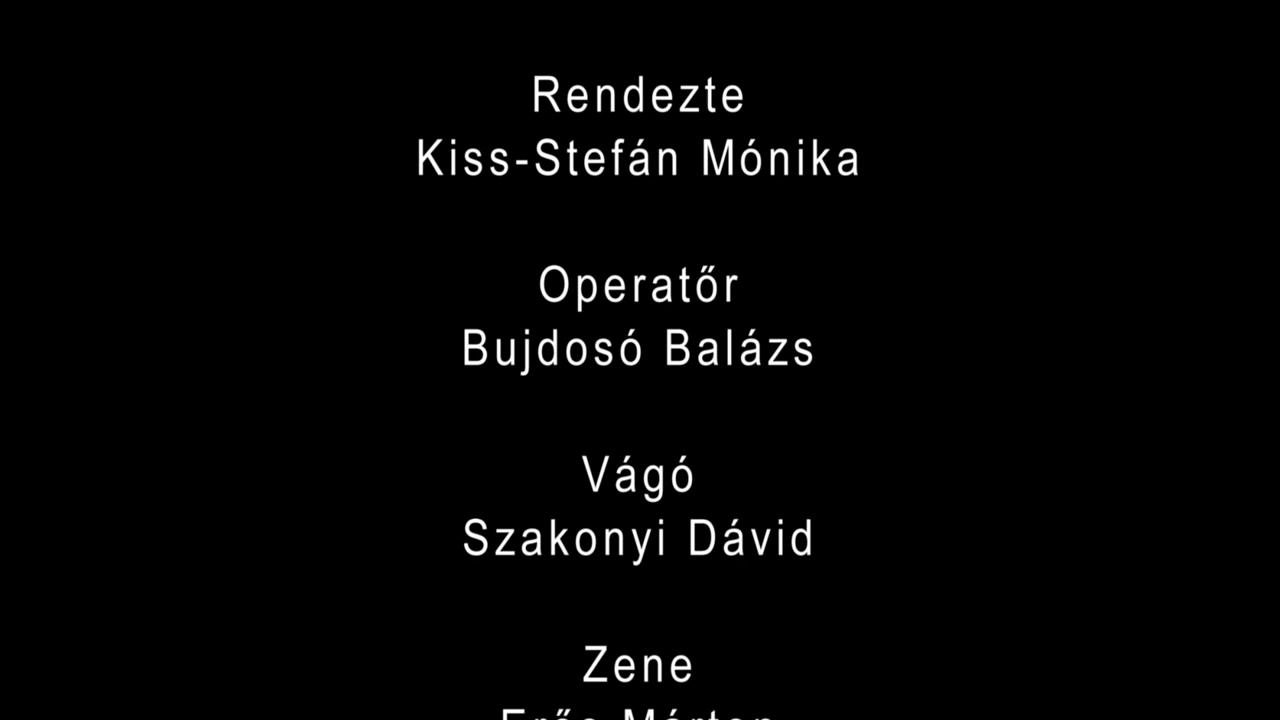 Rendezte
Kiss-Stefán Mónika
Operatőr
Bujdosó Balázs
Vágó
Szakonyi Dávid
Zene